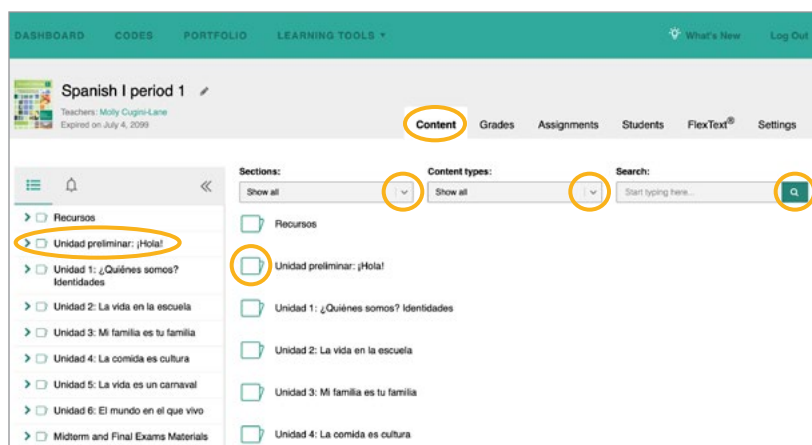 DASHBOARD CODES PORTFOLIO LEARNING TOOLS What's New Log Out
Spanish I period 1
Teachers: Molly Cugini-Lane
Expired on July 4, 2099
Content Grades Assignments Students FlexText® Settings
Recursos
Unidad preliminar: ¡Hola!
Unidad 1: ¿Quiénes somos?
Identidades
Unidad 2: La vida en la escuela
Unidad 3: Mi familia es tu familia
Unidad 4: La comida es cultura
Unidad 5: La vida es un carnaval
Unidad 6: El mundo en el que vivo
Midterm and Final Exams Materials
Sections: Content types: Search:
Show all Show all Start typing here...
Recursos
Unidad preliminar: ¡Hola!
Unidad 1: ¿Quiénes somos? Identidades
Unidad 2: La vida en la escuela
Unidad 3: Mi familia es tu familia
Unidad 4: La comida es cultura